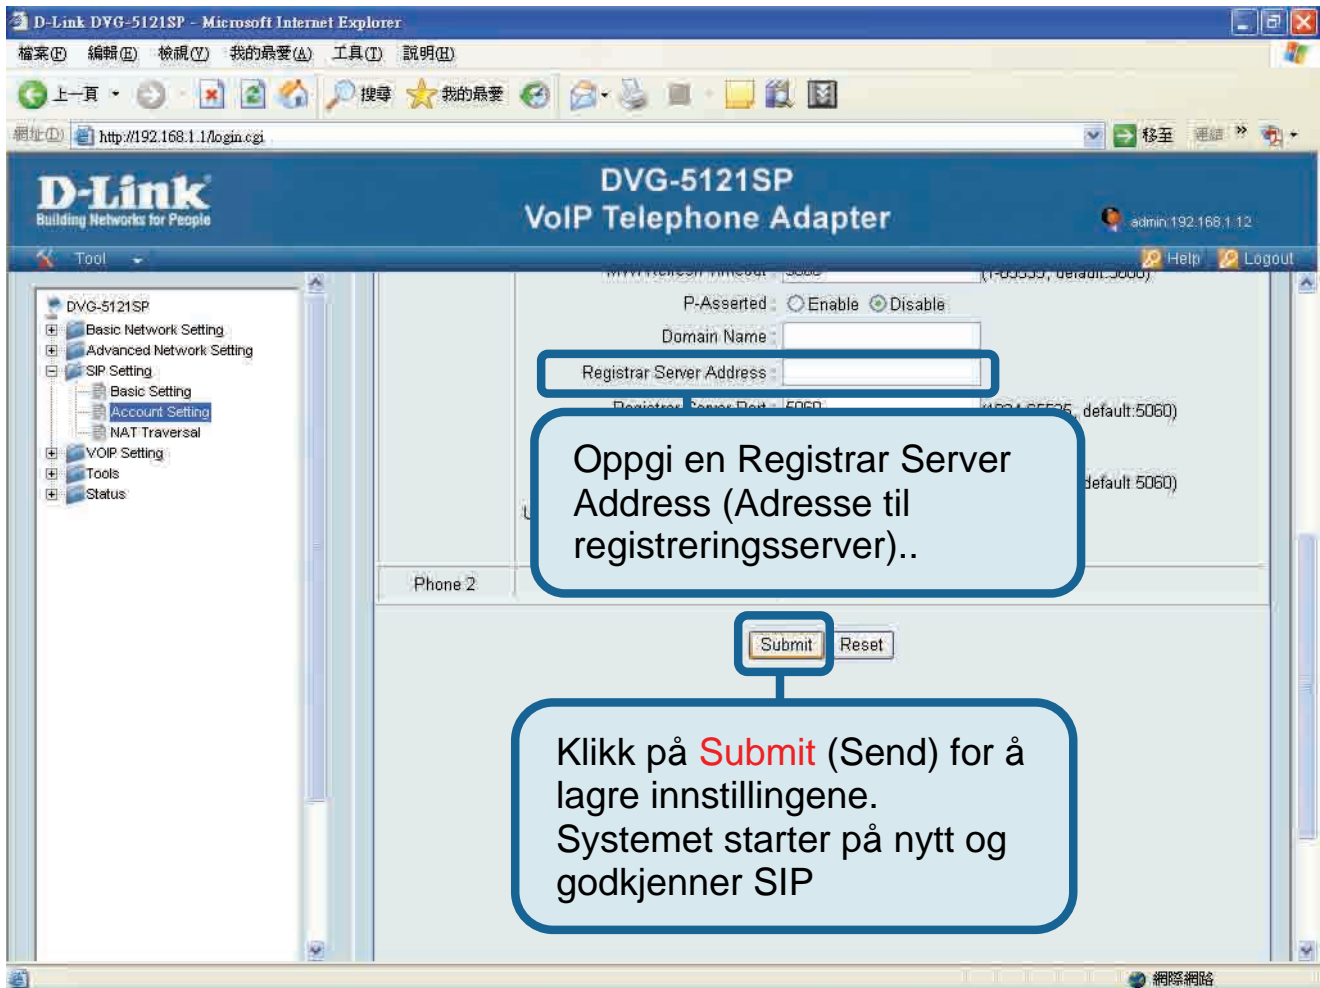 D-Link DVG-5121SP - Microsoft Internet Explorer
檔案(F) 編輯(E) 檢視(V) 我的最愛(A) 工具(T) 說明(H)
上一頁 搜尋 我的最愛
網址(D) http://192.168.1.1/login.cgi 移至 連結 »
D-Link
Building Networks for People
DVG-5121SP
VoIP Telephone Adapter
admin:192.168.1.12
Tool Help Logout
DVG-5121SP
Basic Network Setting
Advanced Network Setting
SIP Setting
Basic Setting
Account Setting
NAT Traversal
VOIP Setting
Tools
Status
P-Asserted : Enable Disable
Domain Name :
Registrar Server Address :
Registrar Server Port : 5060 default:5060)
Oppgi en Registrar Server
Address (Adresse til
registreringsserver)..
default:5060)
Phone 2
Submit Reset
Klikk på Submit (Send) for å
lagre innstillingene.
Systemet starter på nytt og
godkjenner SIP
網際網路